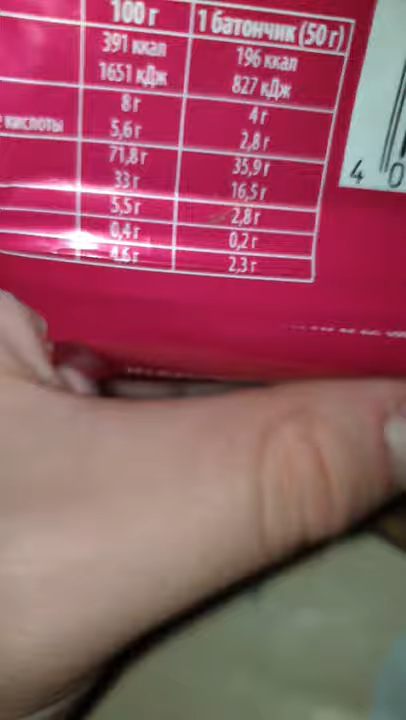 100 г 1 батончик (50 г)
391 ккал 196 ккал
1651 кДж 827 кДж
8 г 4 г
кислоты 5,6 г 2,8 г
71,8 г 35,9 г
33 г 16,5 г
5,5 г 2,8 г
0,4 г 0,2 г
4,6 г 2,3 г
4 0